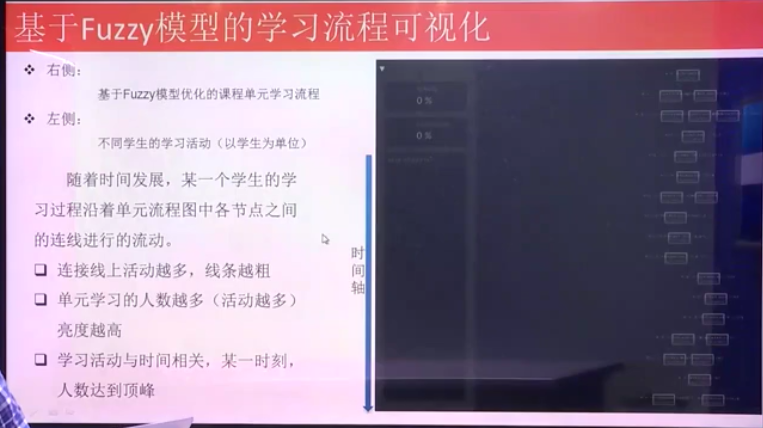 基于Fuzzy模型的学习流程可视化
❖ 右侧：
基于Fuzzy模型优化的课程单元学习流程
❖ 左侧：
不同学生的学习活动（以学生为单位）
随着时间发展，某一个学生的学
习过程沿着单元流程图中各节点之间
的连线进行的流动。
❑ 连接线上活动越多，线条越粗
❑ 单元学习的人数越多（活动越多）
亮度越高
❑ 学习活动与时间相关，某一时刻，
人数达到顶峰
时
间
轴
0 %
0 %